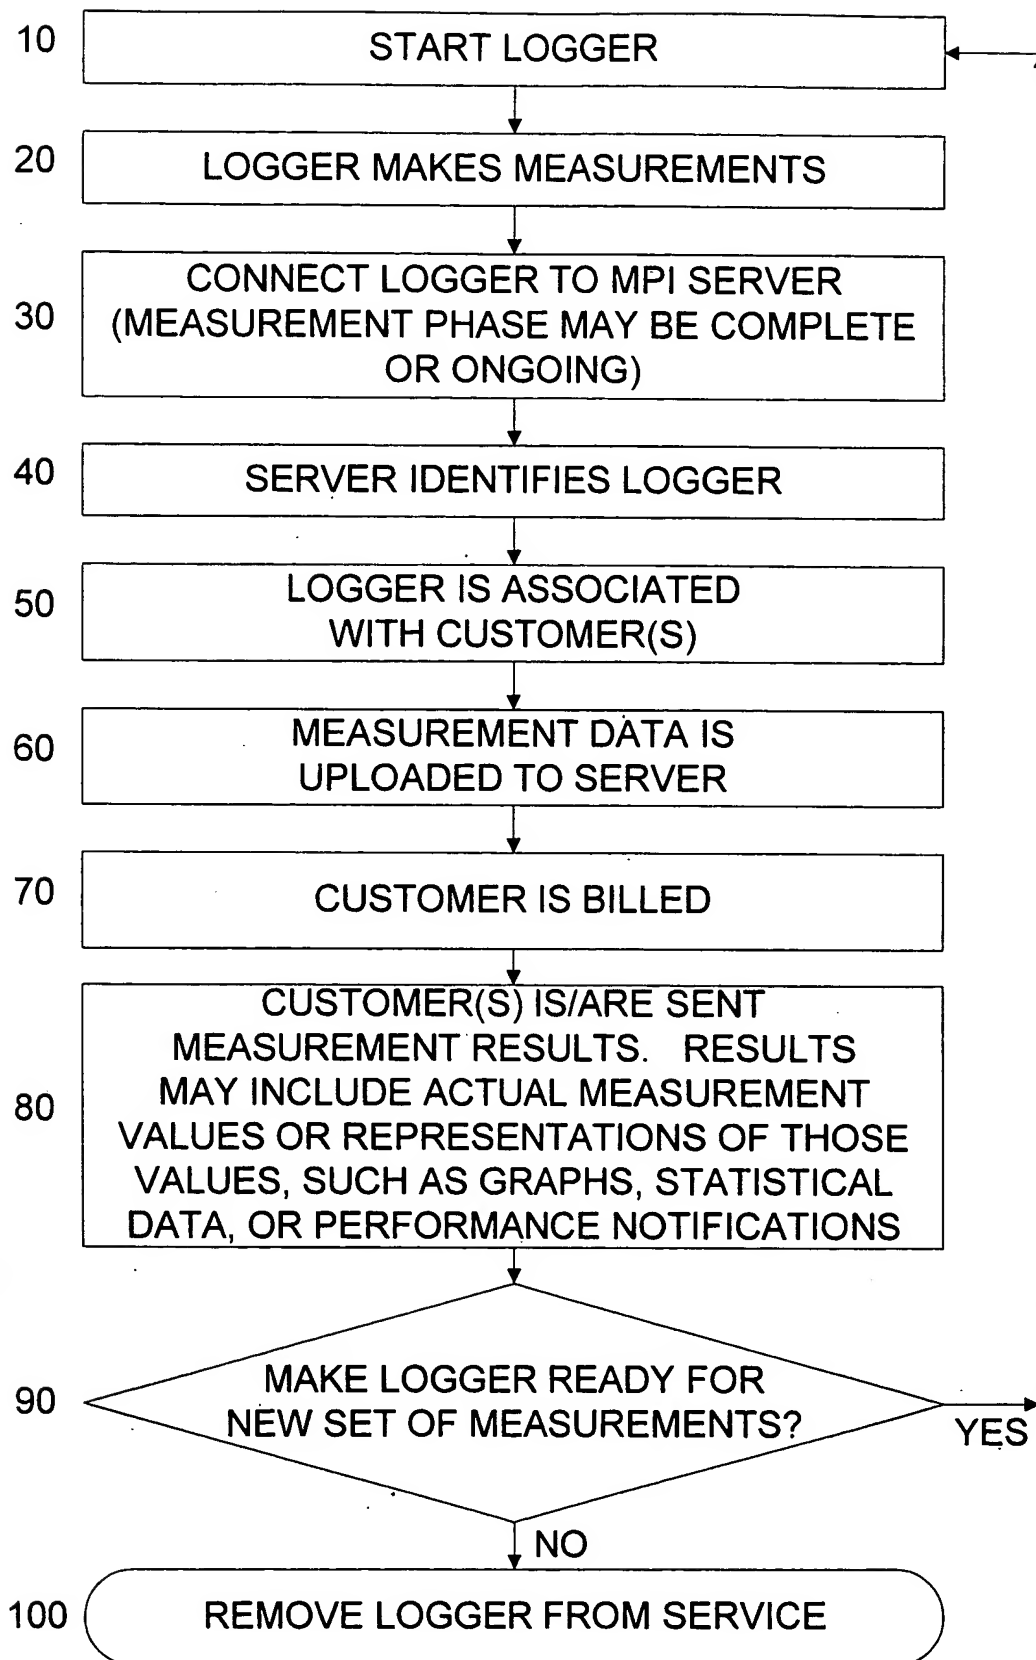 10
START LOGGER
20
LOGGER MAKES MEASUREMENTS
30
CONNECT LOGGER TO MPI SERVER
(MEASUREMENT PHASE MAY BE COMPLETE
OR ONGOING)
40
SERVER IDENTIFIES LOGGER
50
LOGGER IS ASSOCIATED
WITH CUSTOMER(S)
60
MEASUREMENT DATA IS
UPLOADED TO SERVER
70
CUSTOMER IS BILLED
80
CUSTOMER(S) IS/ARE SENT
MEASUREMENT RESULTS. RESULTS
MAY INCLUDE ACTUAL MEASUREMENT
VALUES OR REPRESENTATIONS OF THOSE
VALUES, SUCH AS GRAPHS, STATISTICAL
DATA, OR PERFORMANCE NOTIFICATIONS
90
MAKE LOGGER READY FOR
NEW SET OF MEASUREMENTS?
YES
NO
100
REMOVE LOGGER FROM SERVICE